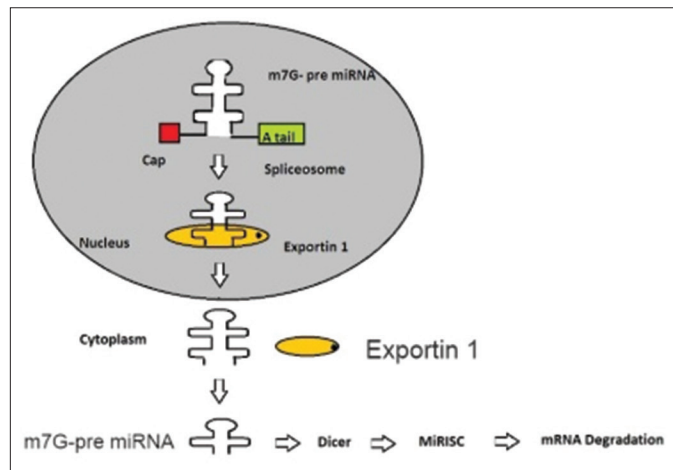 m7G- pre miRNA
A tail
Cap
Spliceosome
Nucleus
Exportin 1
Cytoplasm
Exportin 1
m7G-pre miRNA
Dicer
MiRISC
mRNA Degradation